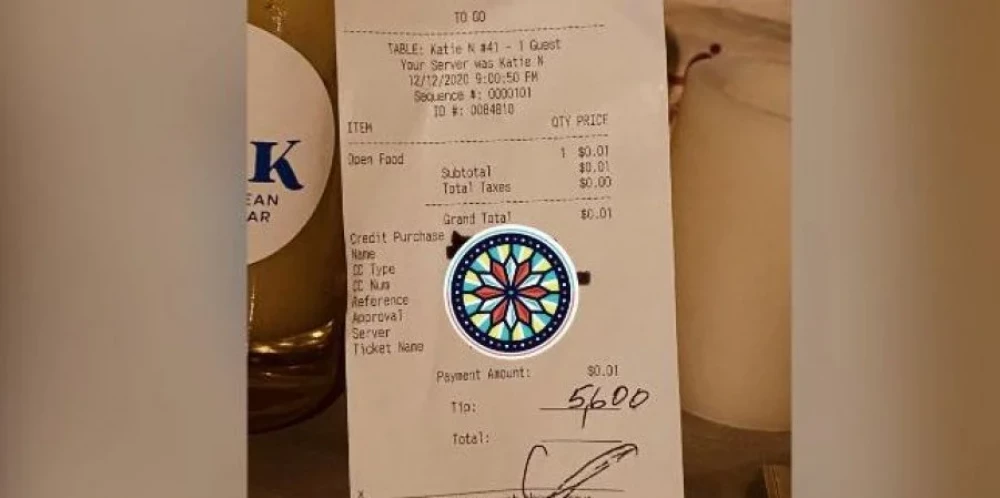 TO GO
TABLE: Katie N #41 - 1 Guest
Your Server was Katie N
12/12/2020 9:00:50 PM
Sequence #: 0000101
ID #: 0084810
ITEM QTY PRICE
Open Food 1 $0.01
Subtotal $0.01
Total Taxes $0.00
Grand Total $0.01
Credit Purchase
Name
CC Type
CC Num
Reference
Approval
Server
Ticket Name
Payment Amount: $0.01
Tip: 5,600
Total:
x
K
EAN
AR